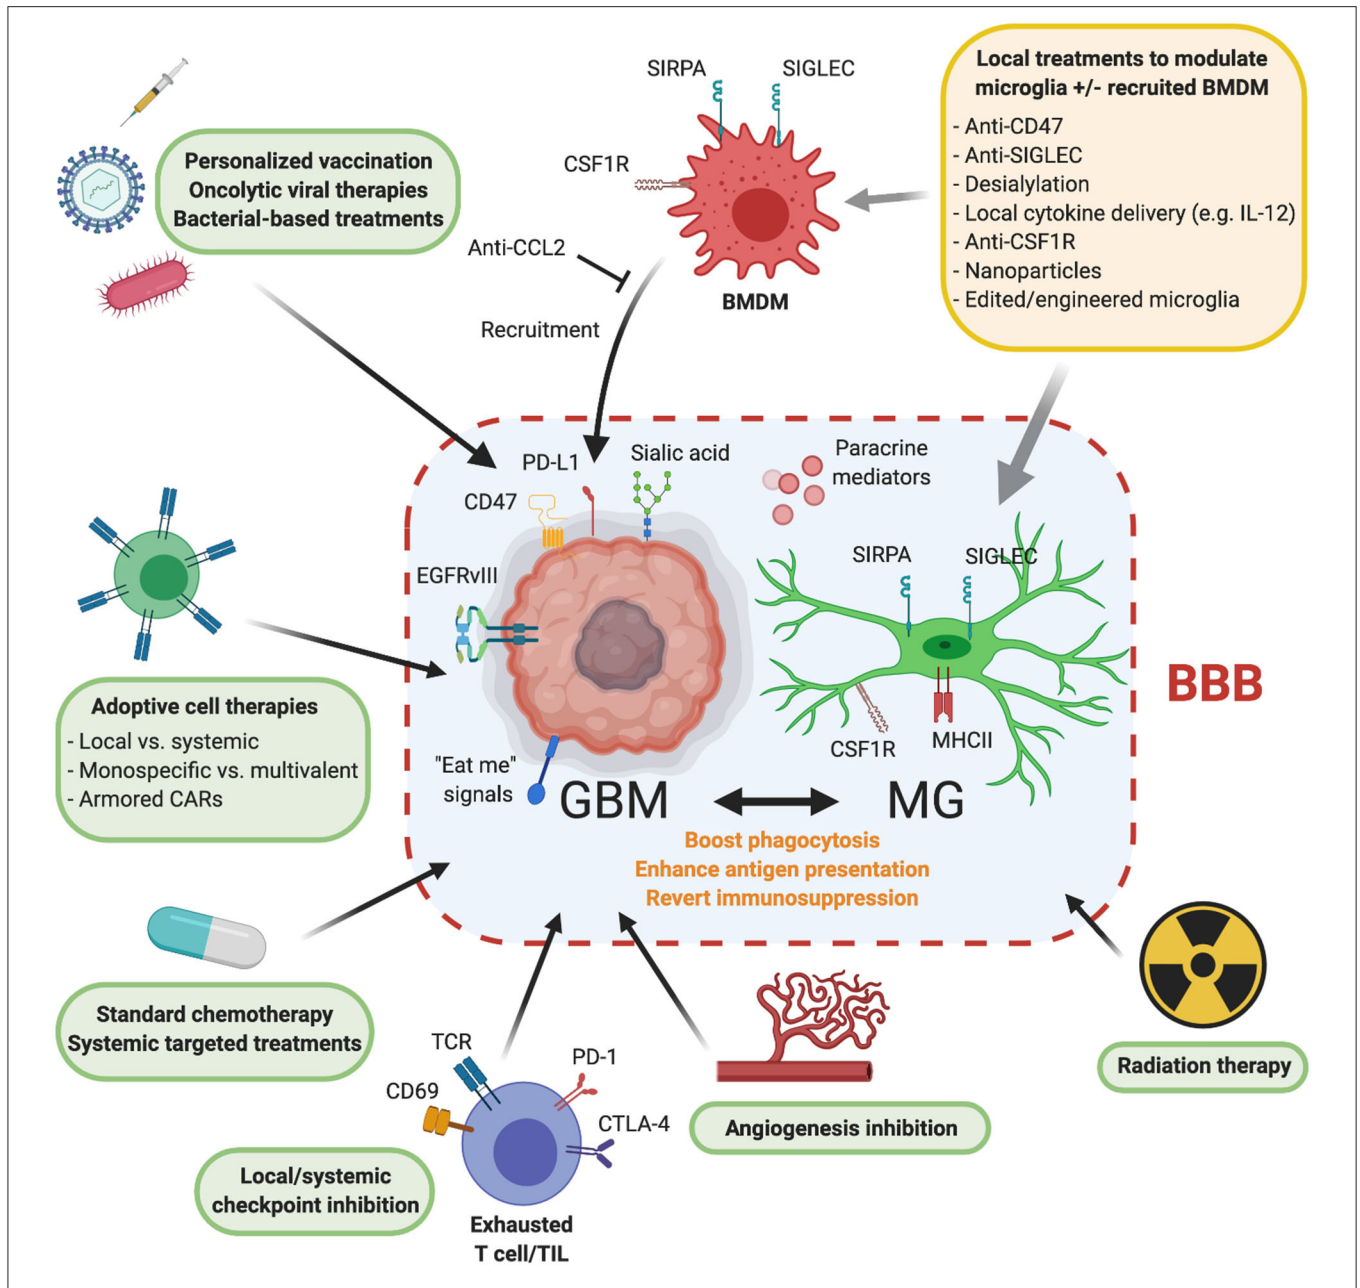 SIRPA
SIGLEC
CSF1R
BMDM
Local treatments to modulate
microglia +/- recruited BMDM
- Anti-CD47
- Anti-SIGLEC
- Desialylation
- Local cytokine delivery (e.g. IL-12)
- Anti-CSF1R
- Nanoparticles
- Edited/engineered microglia
Personalized vaccination
Oncolytic viral therapies
Bacterial-based treatments
Anti-CCL2
Recruitment
PD-L1
Sialic acid
CD47
EGFRvIII
Paracrine
mediators
SIRPA
SIGLEC
CSF1R
MHCII
BBB
"Eat me"
signals
GBM
MG
Boost phagocytosis
Enhance antigen presentation
Revert immunosuppression
Adoptive cell therapies
- Local vs. systemic
- Monospecific vs. multivalent
- Armored CARs
Standard chemotherapy
Systemic targeted treatments
TCR
PD-1
CD69
CTLA-4
Local/systemic
checkpoint inhibition
Exhausted
T cell/TIL
Angiogenesis inhibition
Radiation therapy